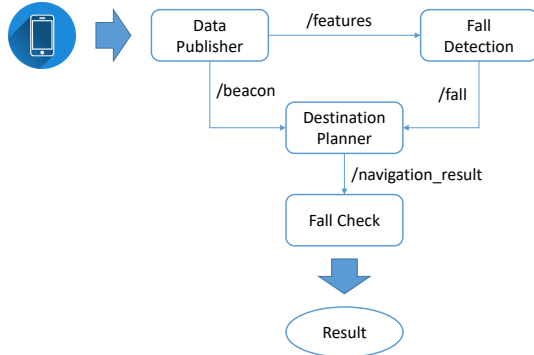 /features
Data
Publisher
Fall
Detection
/beacon
/fall
Destination
Planner
/navigation_result
Fall Check
Result